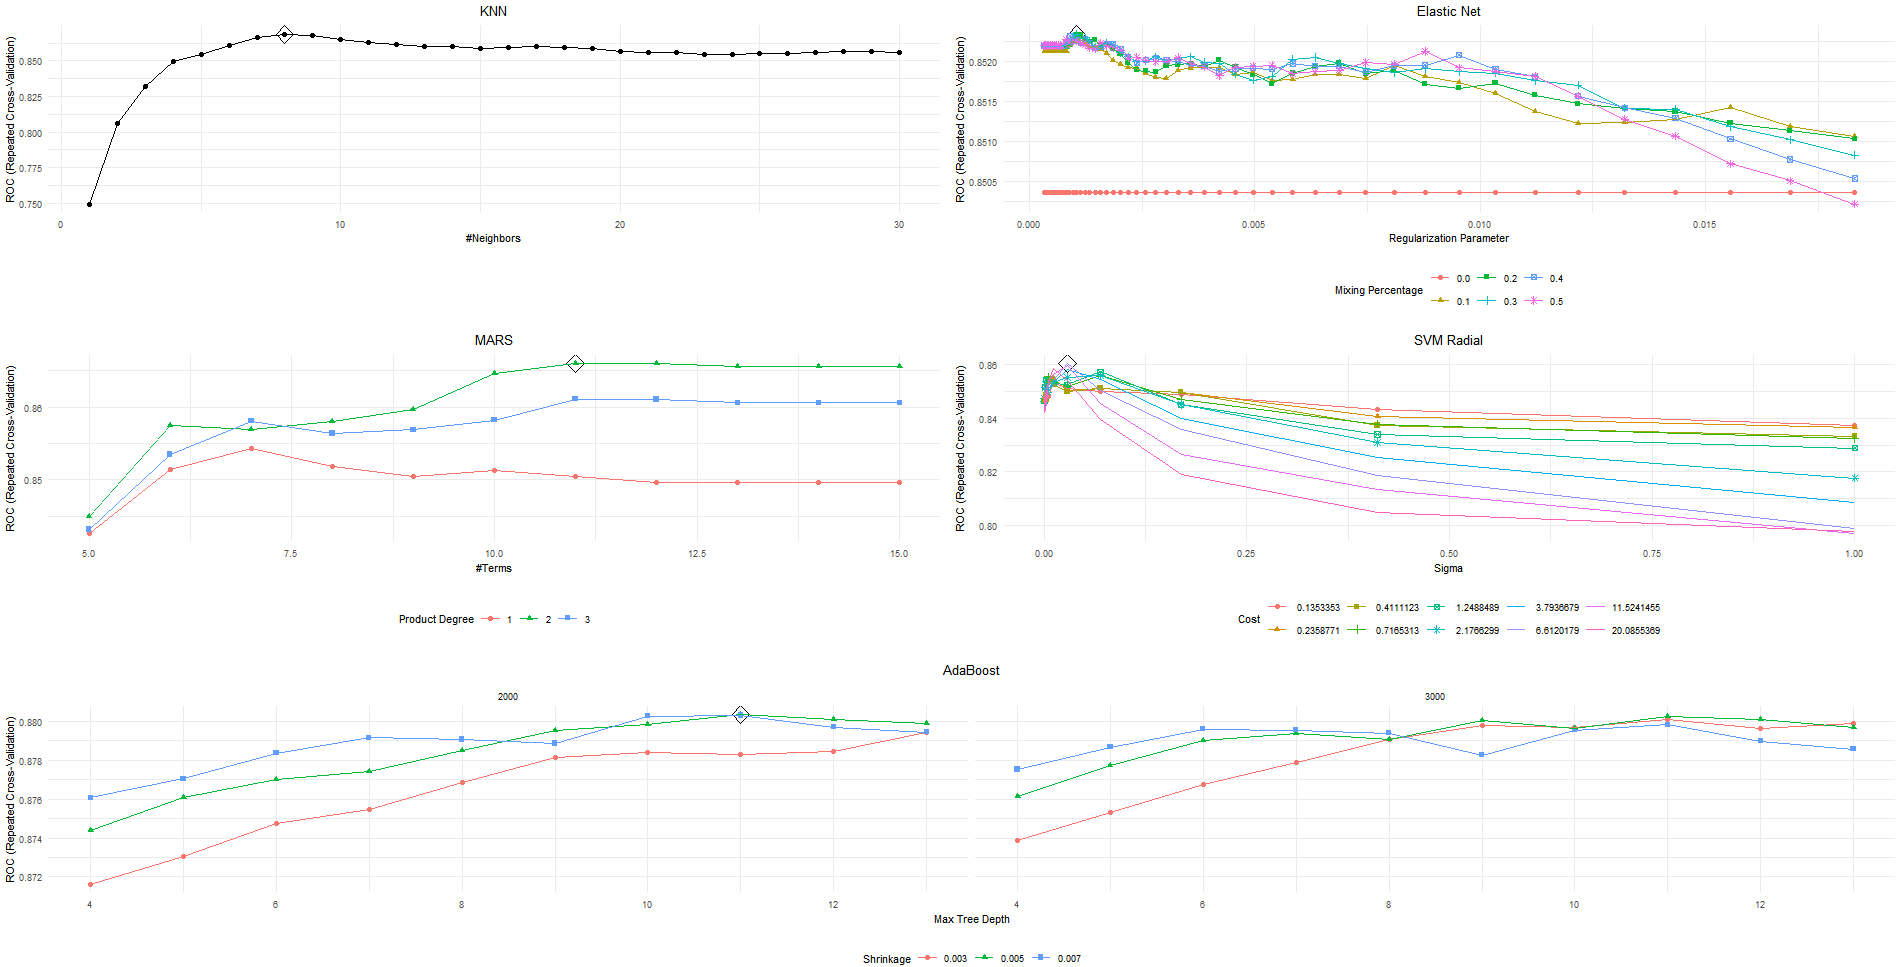 KNN
ROC (Repeated Cross-Validation)
0.850
0.825
0.800
0.775
0.750
0 10 20 30
#Neighbors
Elastic Net
ROC (Repeated Cross-Validation)
0.8520
0.8515
0.8510
0.8505
0.000 0.005 0.010 0.015
Regularization Parameter
Mixing Percentage
0.0 0.2 0.4
0.1 0.3 0.5
MARS
ROC (Repeated Cross-Validation)
0.86
0.85
5.0 7.5 10.0 12.5 15.0
#Terms
Product Degree 1 2 3
SVM Radial
ROC (Repeated Cross-Validation)
0.86
0.84
0.82
0.80
0.00 0.25 0.50 0.75 1.00
Sigma
Cost
0.1353353 0.4111123 1.2488489 3.7936679 11.5241455
0.2358771 0.7165313 2.1766299 6.6120179 20.0855369
AdaBoost
2000 3000
ROC (Repeated Cross-Validation)
0.880
0.878
0.876
0.874
0.872
4 6 8 10 12 4 6 8 10 12
Max Tree Depth
Shrinkage 0.003 0.005 0.007